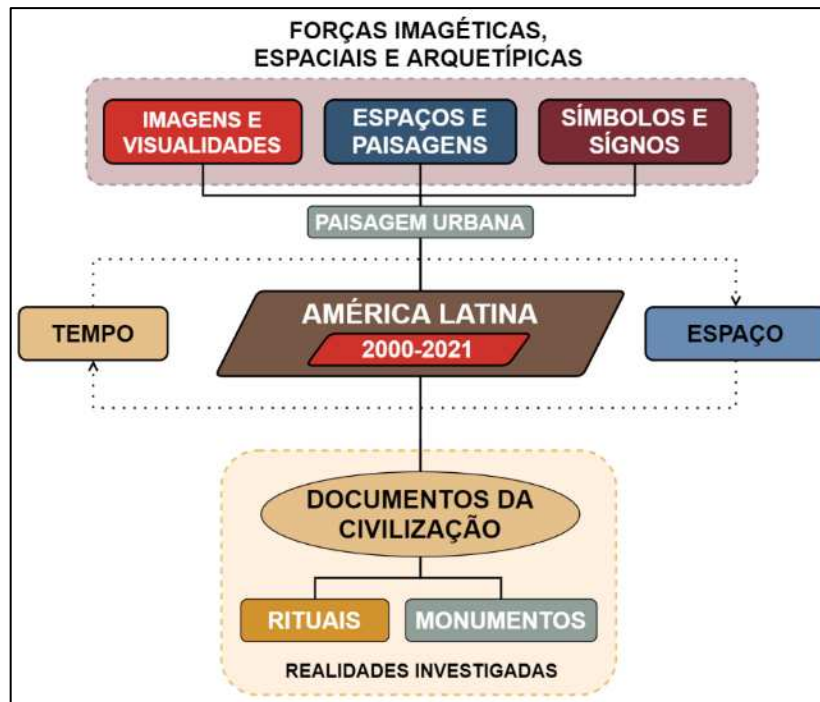 FORÇAS IMAGÉTICAS,
ESPACIAIS E ARQUETÍPICAS
IMAGENS E
VISUALIDADES
ESPAÇOS E
PAISAGENS
SÍMBOLOS E
SÍGNOS
PAISAGEM URBANA
TEMPO
AMÉRICA LATINA
2000-2021
ESPAÇO
DOCUMENTOS DA
CIVILIZAÇÃO
RITUAIS
MONUMENTOS
REALIDADES INVESTIGADAS